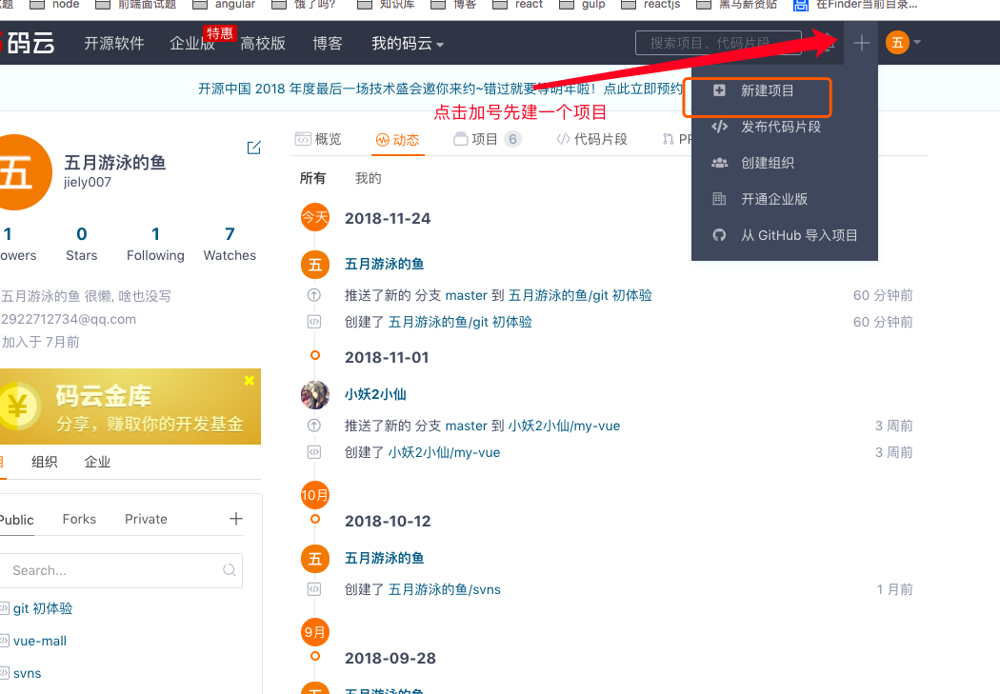 题 node 前端面试题 angular 饿了吗? 知识库 博客 react gulp reactjs 黑马薪资贴 在Finder当前目录...
码云 开源软件 企业版 特惠 高校版 博客 我的码云 搜索项目、代码片段 五
开源中国 2018 年度最后一场技术盛会邀你来约~错过就要等明年啦！点此立即预约
点击加号先建一个项目
新建项目
发布代码片段
创建组织
开通企业版
从 GitHub 导入项目
五
五月游泳的鱼
jiely007
1 0 1 7
owers Stars Following Watches
五月游泳的鱼 很懒, 啥也没写
2922712734@qq.com
加入于 7月前
码云金库
分享，赚取你的开发基金
目 组织 企业
Public Forks Private
Search...
git 初体验
vue-mall
svns
概览 动态 项目 6 代码片段 PR
所有 我的
今天 2018-11-24
五 五月游泳的鱼
推送了新的 分支 master 到 五月游泳的鱼/git 初体验 60 分钟前
创建了 五月游泳的鱼/git 初体验 60 分钟前
2018-11-01
小妖2小仙
推送了新的 分支 master 到 小妖2小仙/my-vue 3 周前
创建了 小妖2小仙/my-vue 3 周前
10月
2018-10-12
五 五月游泳的鱼
创建了 五月游泳的鱼/svns 1 月前
9月
2018-09-28
五 五月游泳的鱼